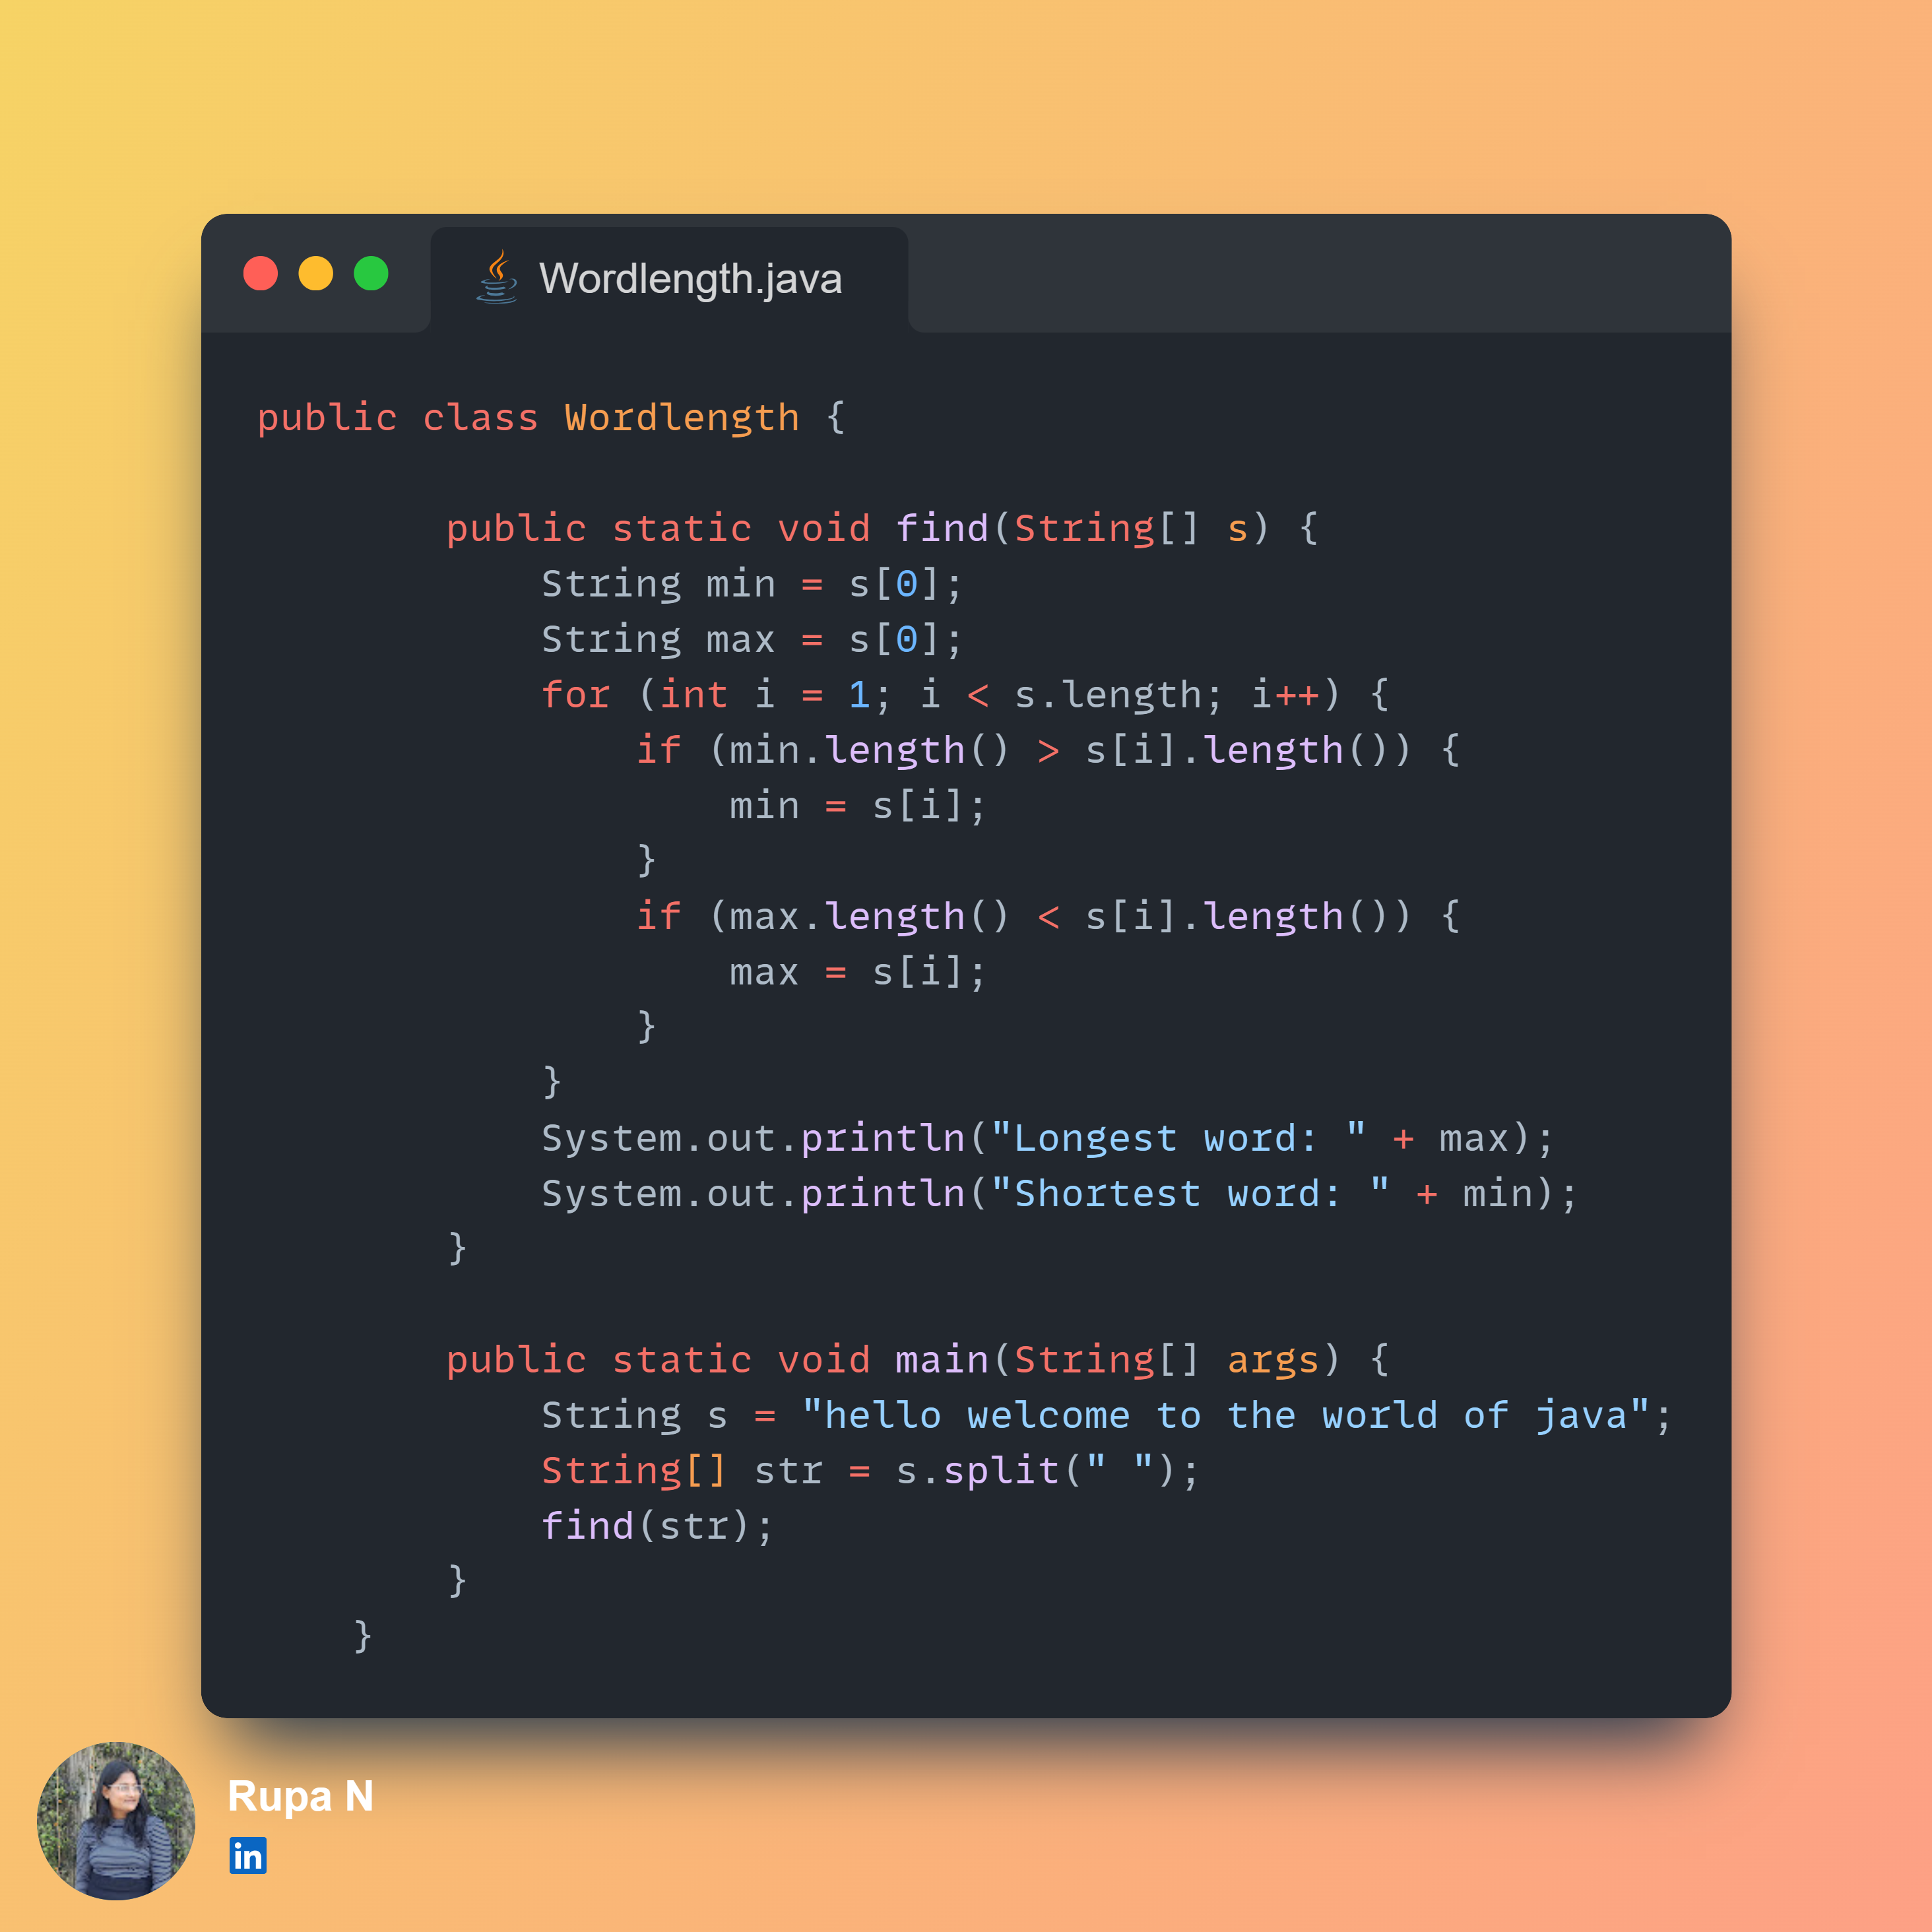 Wordlength.java
public class Wordlength {
public static void find(String[] s) {
String min = s[0];
String max = s[0];
for (int i = 1; i < s.length; i++) {
if (min.length() > s[i].length()) {
min = s[i];
}
if (max.length() < s[i].length()) {
max = s[i];
}
}
System.out.println("Longest word: " + max);
System.out.println("Shortest word: " + min);
}
public static void main(String[] args) {
String s = "hello welcome to the world of java";
String[] str = s.split(" ");
find(str);
}
}
Rupa N
in